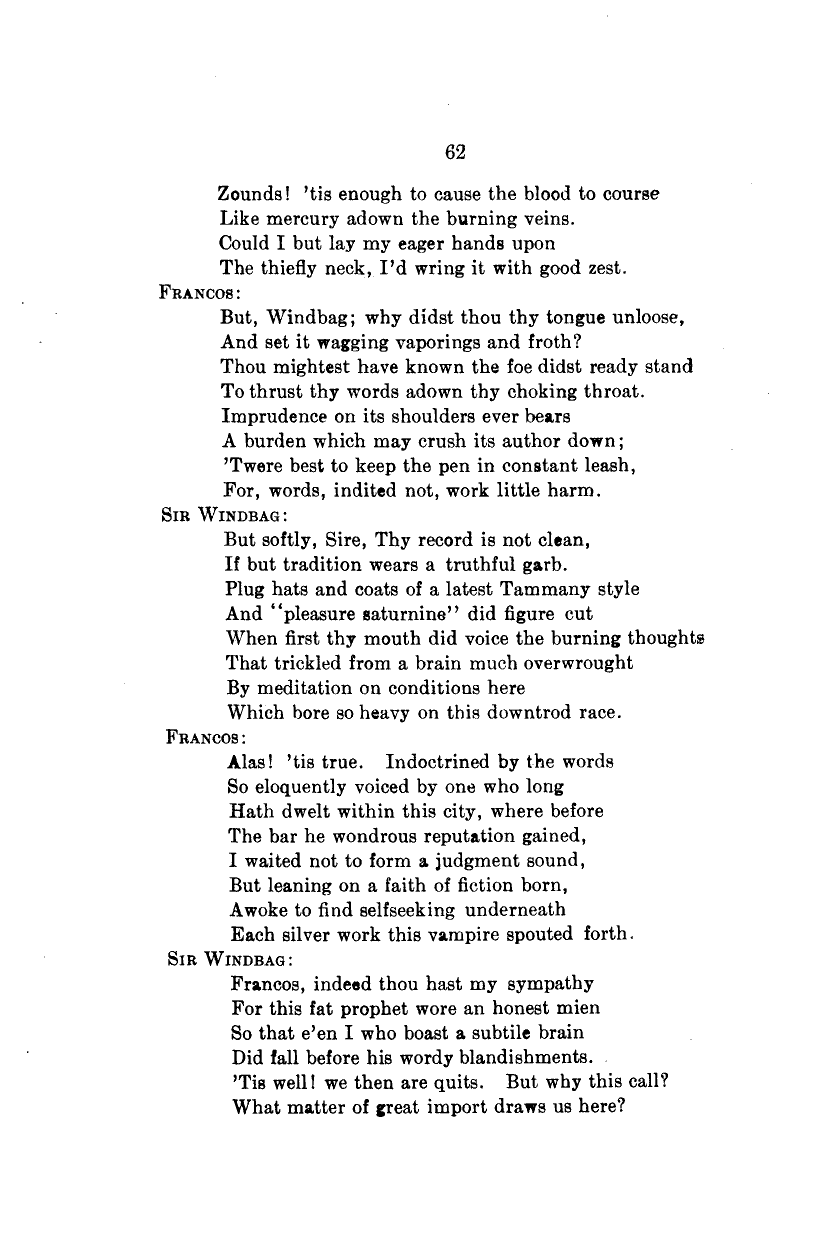 62
Zounds! 'tis enough to cause the blood to course
Like mercury adown the burning veins.
Could I but lay my eager hands upon
The thiefly neck, I'd wring it with good zest.
FRANCOS:
But, Windbag; why didst thou thy tongue unloose,
And set it wagging vaporings and froth?
Thou mightest have known the foe didst ready stand
To thrust thy words adown thy choking throat.
Imprudence on its shoulders ever bears
A burden which may crush its author down;
'Twere best to keep the pen in constant leash,
For, words, indited not, work little harm.
SIR WINDBAG:
But softly, Sire, Thy record is not clean,
If but tradition wears a truthful garb.
Plug hats and coats of a latest Tammany style
And "pleasure saturnine" did figure cut
When first thy mouth did voice the burning thoughts
That trickled from a brain much overwrought
By meditation on conditions here
Which bore so heavy on this downtrod race.
FRANCOS:
Alas! 'tis true. Indoctrined by the words
So eloquently voiced by one who long
Hath dwelt within this city, where before
The bar he wondrous reputation gained,
I waited not to form a judgment sound,
But leaning on a faith of fiction born,
Awoke to find selfseeking underneath
Each silver work this vampire spouted forth.
SIR WINDBAG:
Francos, indeed thou hast my sympathy
For this fat prophet wore an honest mien
So that e'en I who boast a subtile brain
Did fall before his wordy blandishments.
'Tis well! we then are quits. But why this call?
What matter of great import draws us here?